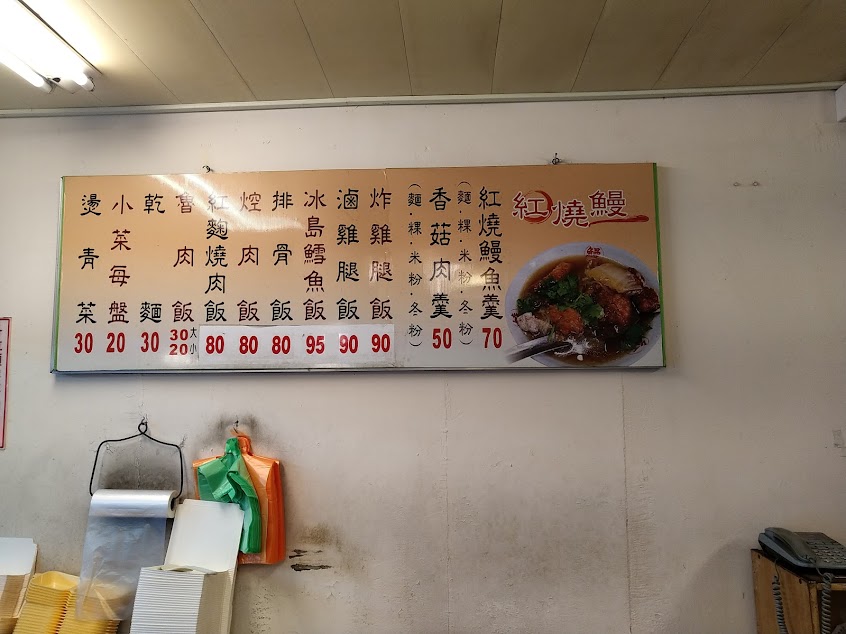 紅燒鰻
紅燒鰻魚羹 70
(麵·粿·米粉·冬粉)
香菇肉羹 50
(麵·粿·米粉·冬粉)
炸雞腿飯 90
滷雞腿飯 90
冰島鱈魚飯 95
排骨飯 80
焢肉飯 80
紅麴燒肉飯 80
魯肉飯 30大 20小
乾麵 30
小菜每盤 20
燙青菜 30